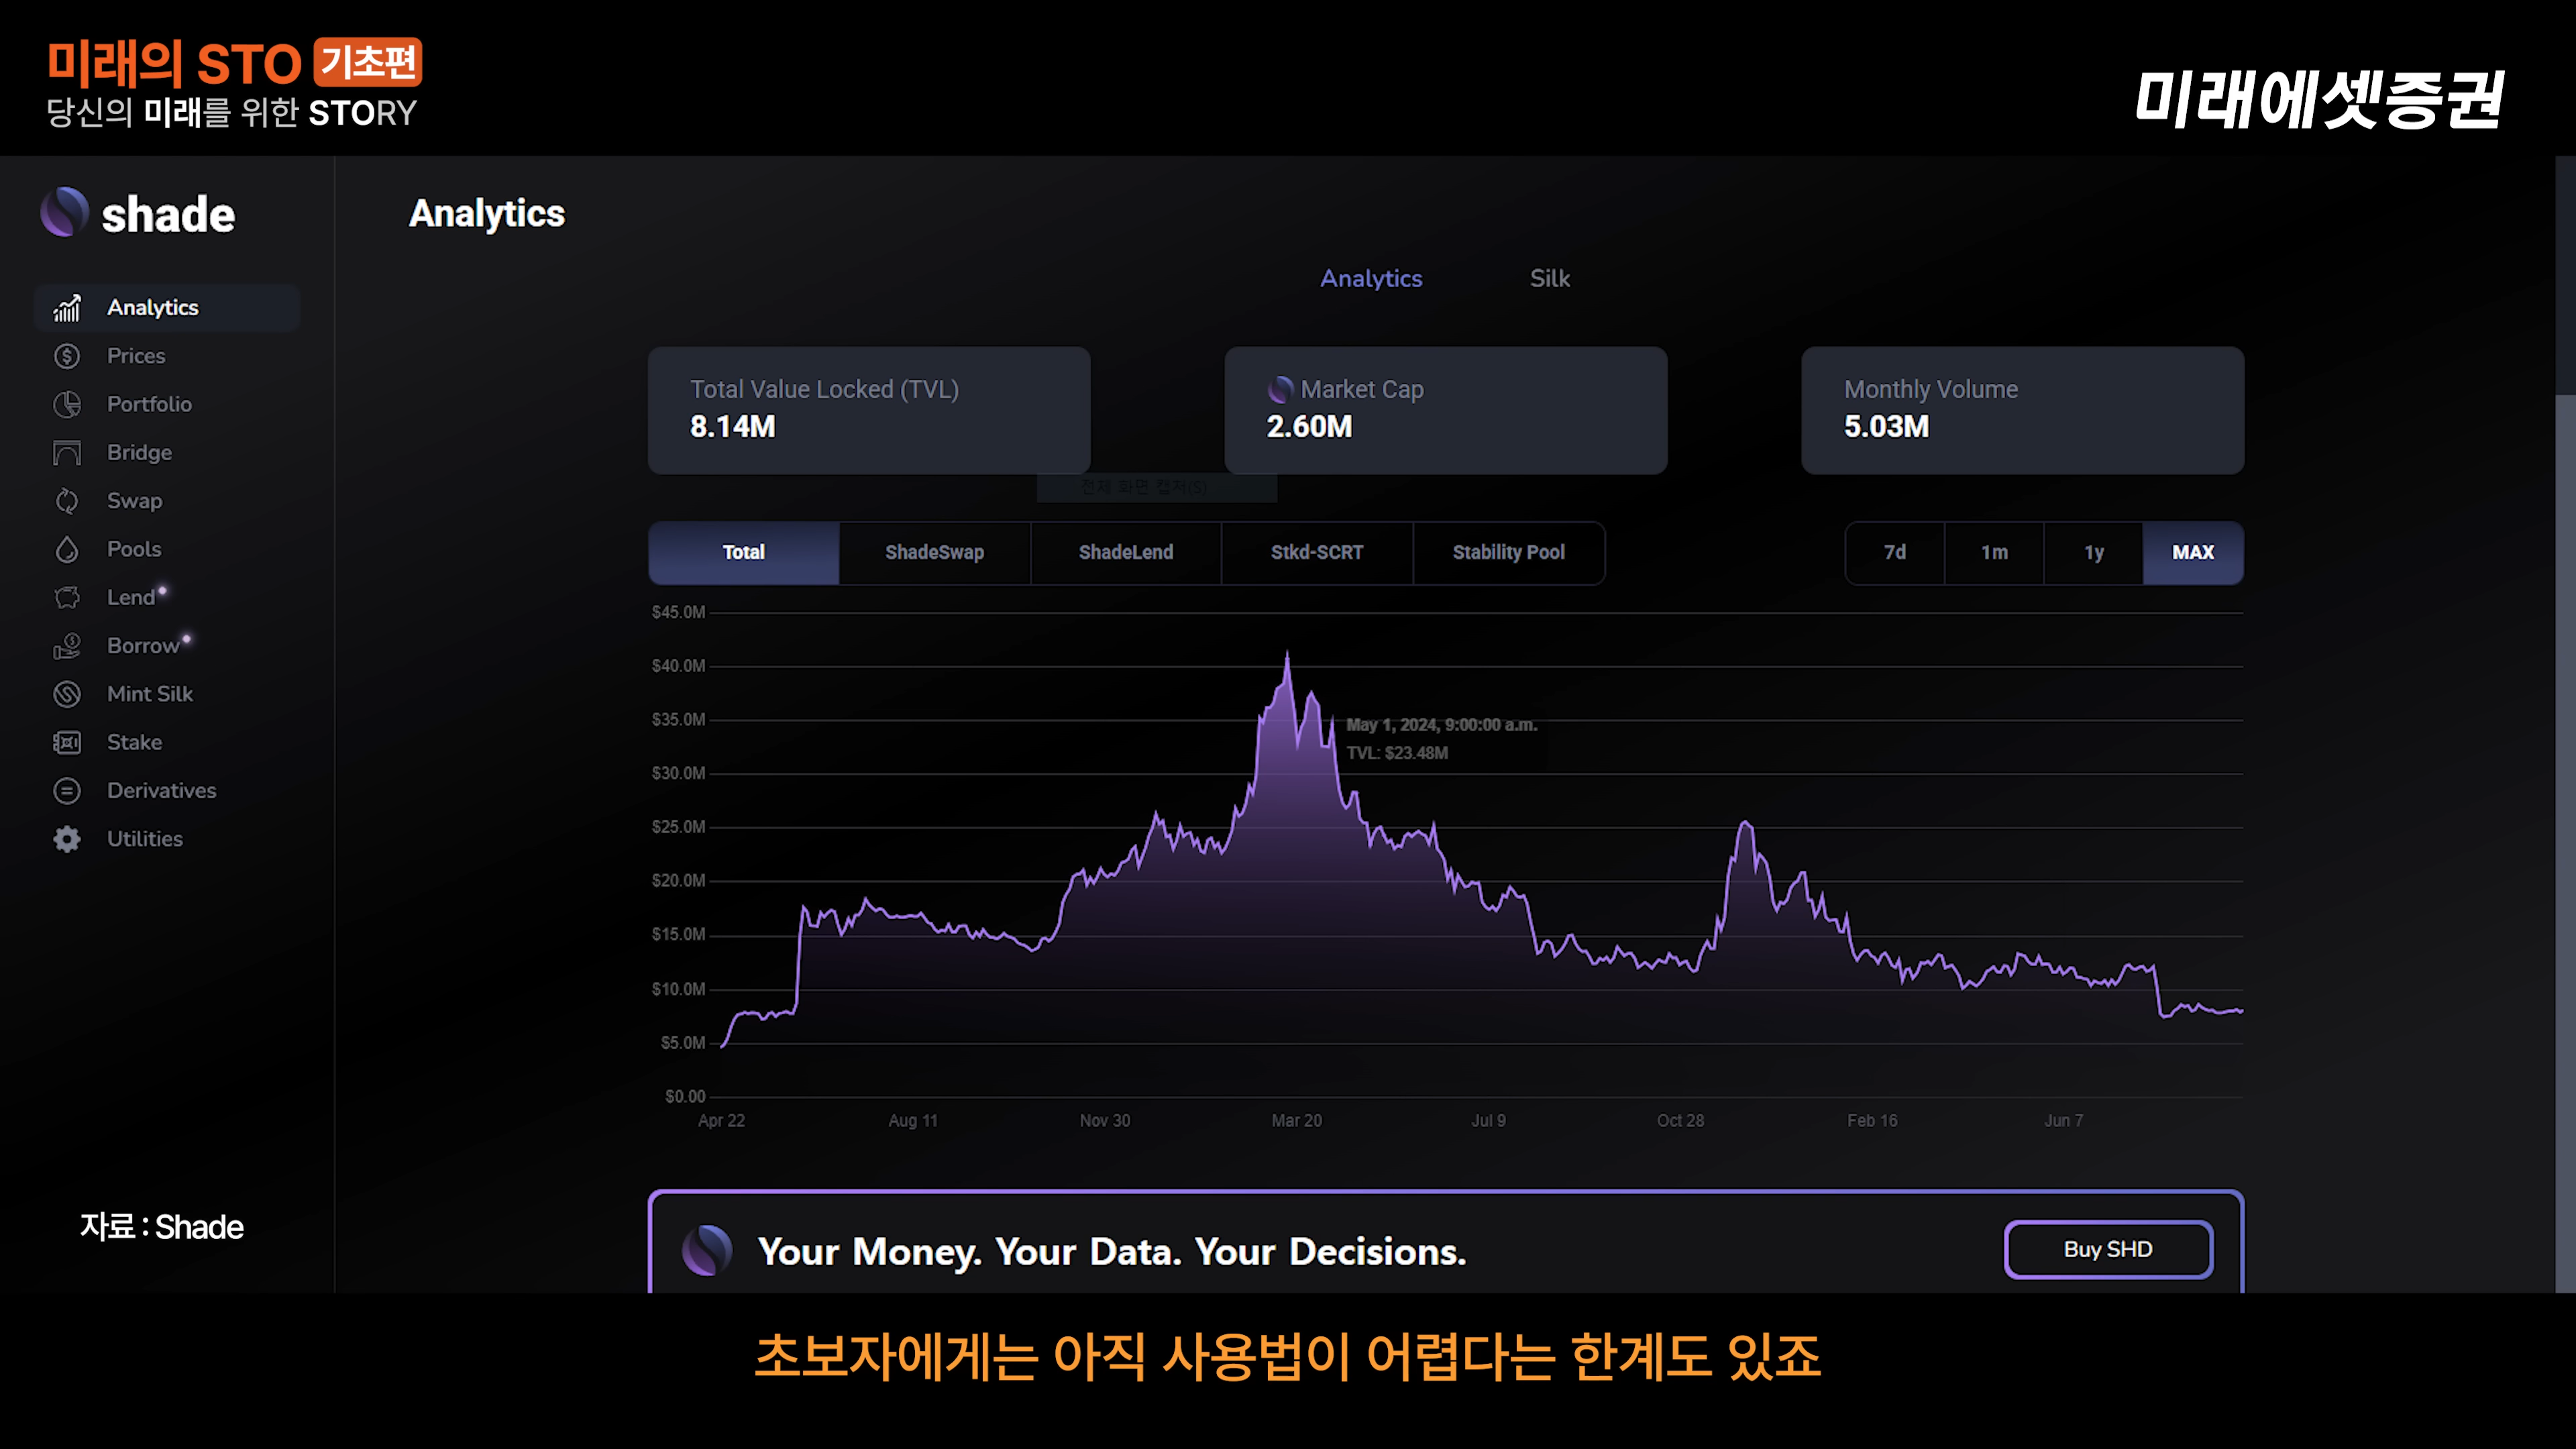 미래의 STO 기초편
당신의 미래를 위한 STORY
미래에셋증권
shade
Analytics
Prices
Portfolio
Bridge
Swap
Pools
Lend
Borrow
Mint Silk
Stake
Derivatives
Utilities
자료 : Shade
Analytics
Analytics Silk
Total Value Locked (TVL)
8.14M
Market Cap
2.60M
Monthly Volume
5.03M
전체 화면 캡처(S)
Total ShadeSwap ShadeLend Stkd-SCRT Stability Pool
7d 1m 1y MAX
$45.0M
$40.0M
$35.0M
$30.0M
$25.0M
$20.0M
$15.0M
$10.0M
$5.0M
$0.00
May 1, 2024, 9:00:00 a.m.
TVL: $23.48M
Apr 22 Aug 11 Nov 30 Mar 20 Jul 9 Oct 28 Feb 16 Jun 7
Your Money. Your Data. Your Decisions.
Buy SHD
초보자에게는 아직 사용법이 어렵다는 한계도 있죠